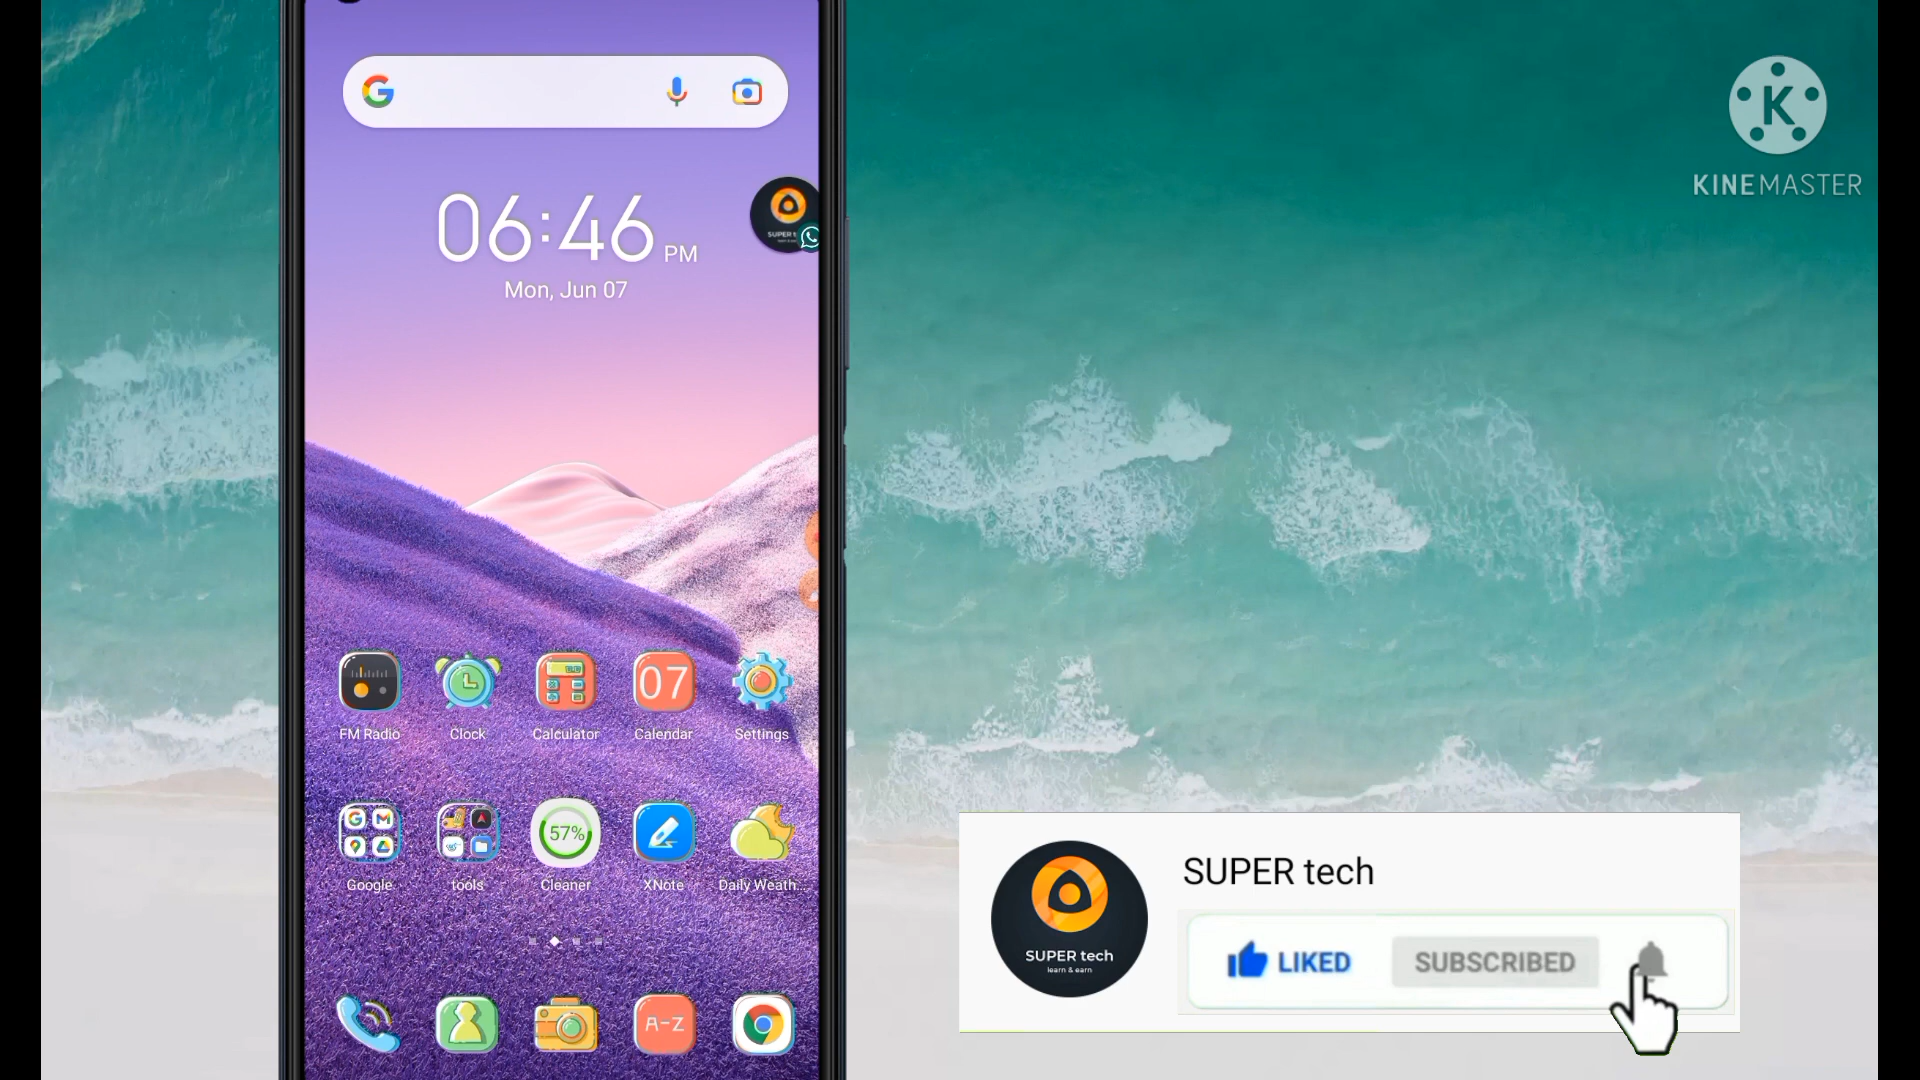 06:46 PM
Mon, Jun 07
SUPER t
07
FM Radio
Clock
Calculator
Calendar
Settings
57%
Google
tools
Cleaner
XNote
Daily Weath...
A-Z
K
KINEMASTER
SUPER tech
SUPER tech
learn & earn
LIKED
SUBSCRIBED